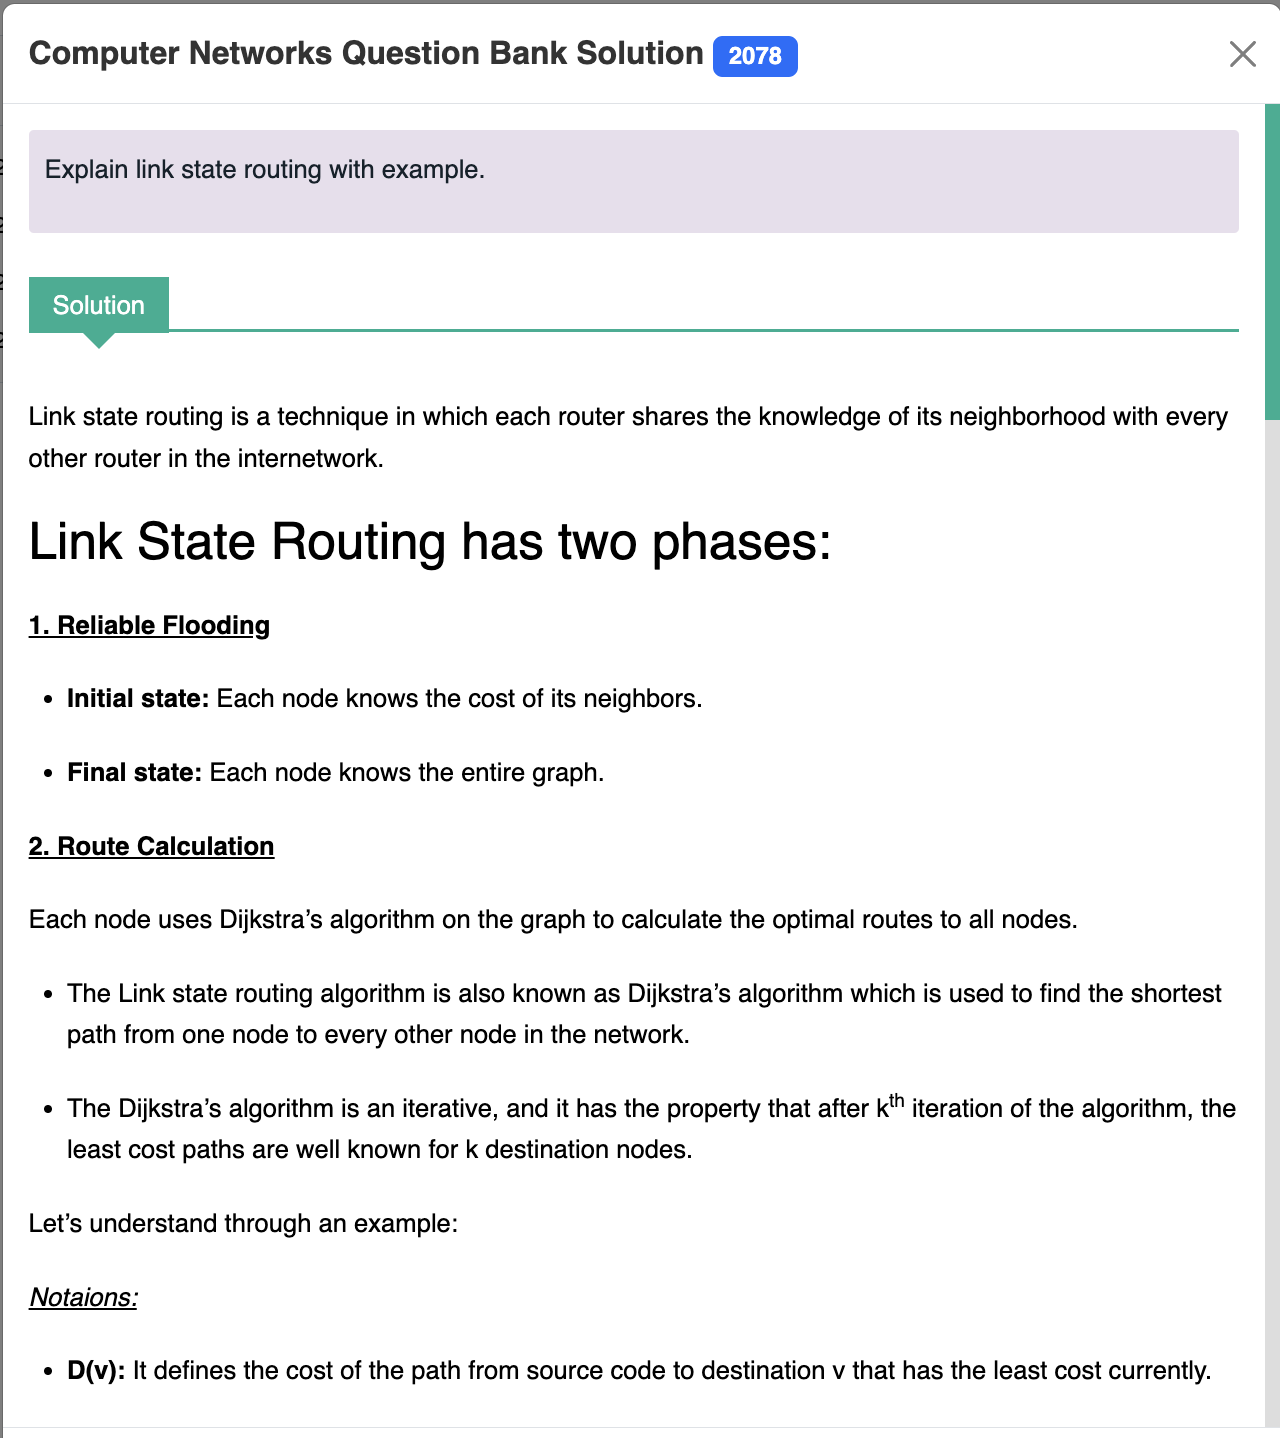 Computer Networks Question Bank Solution 2078
Explain link state routing with example.
Solution
Link state routing is a technique in which each router shares the knowledge of its neighborhood with every
other router in the internetwork.
Link State Routing has two phases:
1. Reliable Flooding
• Initial state: Each node knows the cost of its neighbors.
• Final state: Each node knows the entire graph.
2. Route Calculation
Each node uses Dijkstra’s algorithm on the graph to calculate the optimal routes to all nodes.
• The Link state routing algorithm is also known as Dijkstra’s algorithm which is used to find the shortest
path from one node to every other node in the network.
• The Dijkstra’s algorithm is an iterative, and it has the property that after kth iteration of the algorithm, the
least cost paths are well known for k destination nodes.
Let’s understand through an example:
Notaions:
• D(v): It defines the cost of the path from source code to destination v that has the least cost currently.